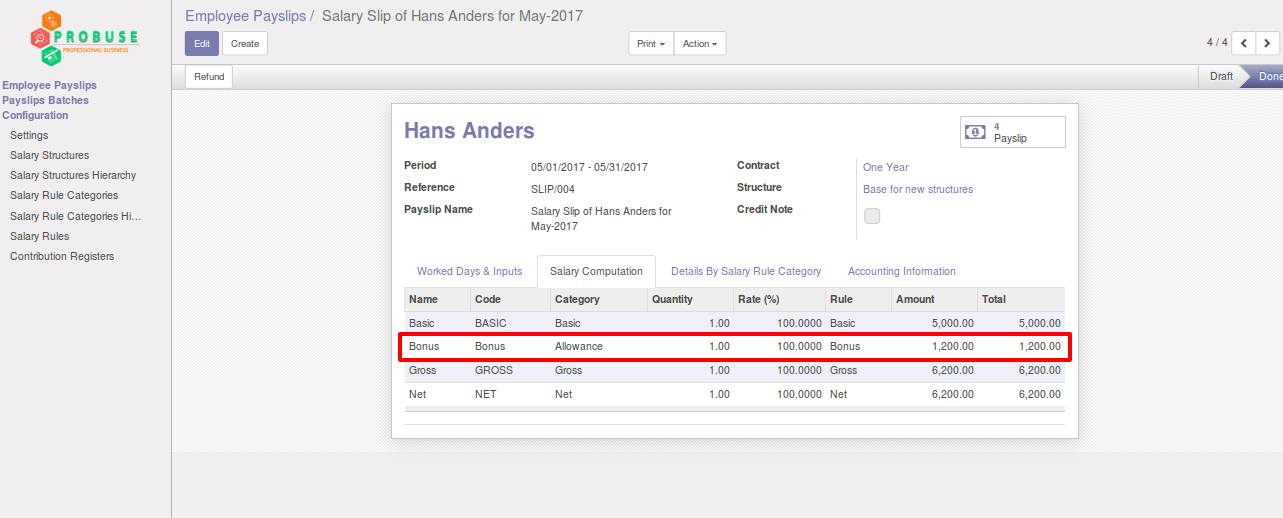 PROBUSE
PROFESSIONAL BUSINESS
Employee Payslips
Payslips Batches
Configuration
Settings
Salary Structures
Salary Structures Hierarchy
Salary Rule Categories
Salary Rule Categories Hi...
Salary Rules
Contribution Registers
Employee Payslips / Salary Slip of Hans Anders for May-2017
Edit Create Print Action 4 / 4
Refund Draft Done
Hans Anders
4
Payslip
Period 05/01/2017 - 05/31/2017 Contract One Year
Reference SLIP/004 Structure Base for new structures
Payslip Name Salary Slip of Hans Anders for Credit Note
May-2017
Worked Days & Inputs Salary Computation Details By Salary Rule Category Accounting Information
Name Code Category Quantity Rate (%) Rule Amount Total
Basic BASIC Basic 1.00 100.0000 Basic 5,000.00 5,000.00
Bonus Bonus Allowance 1.00 100.0000 Bonus 1,200.00 1,200.00
Gross GROSS Gross 1.00 100.0000 Gross 6,200.00 6,200.00
Net NET Net 1.00 100.0000 Net 6,200.00 6,200.00